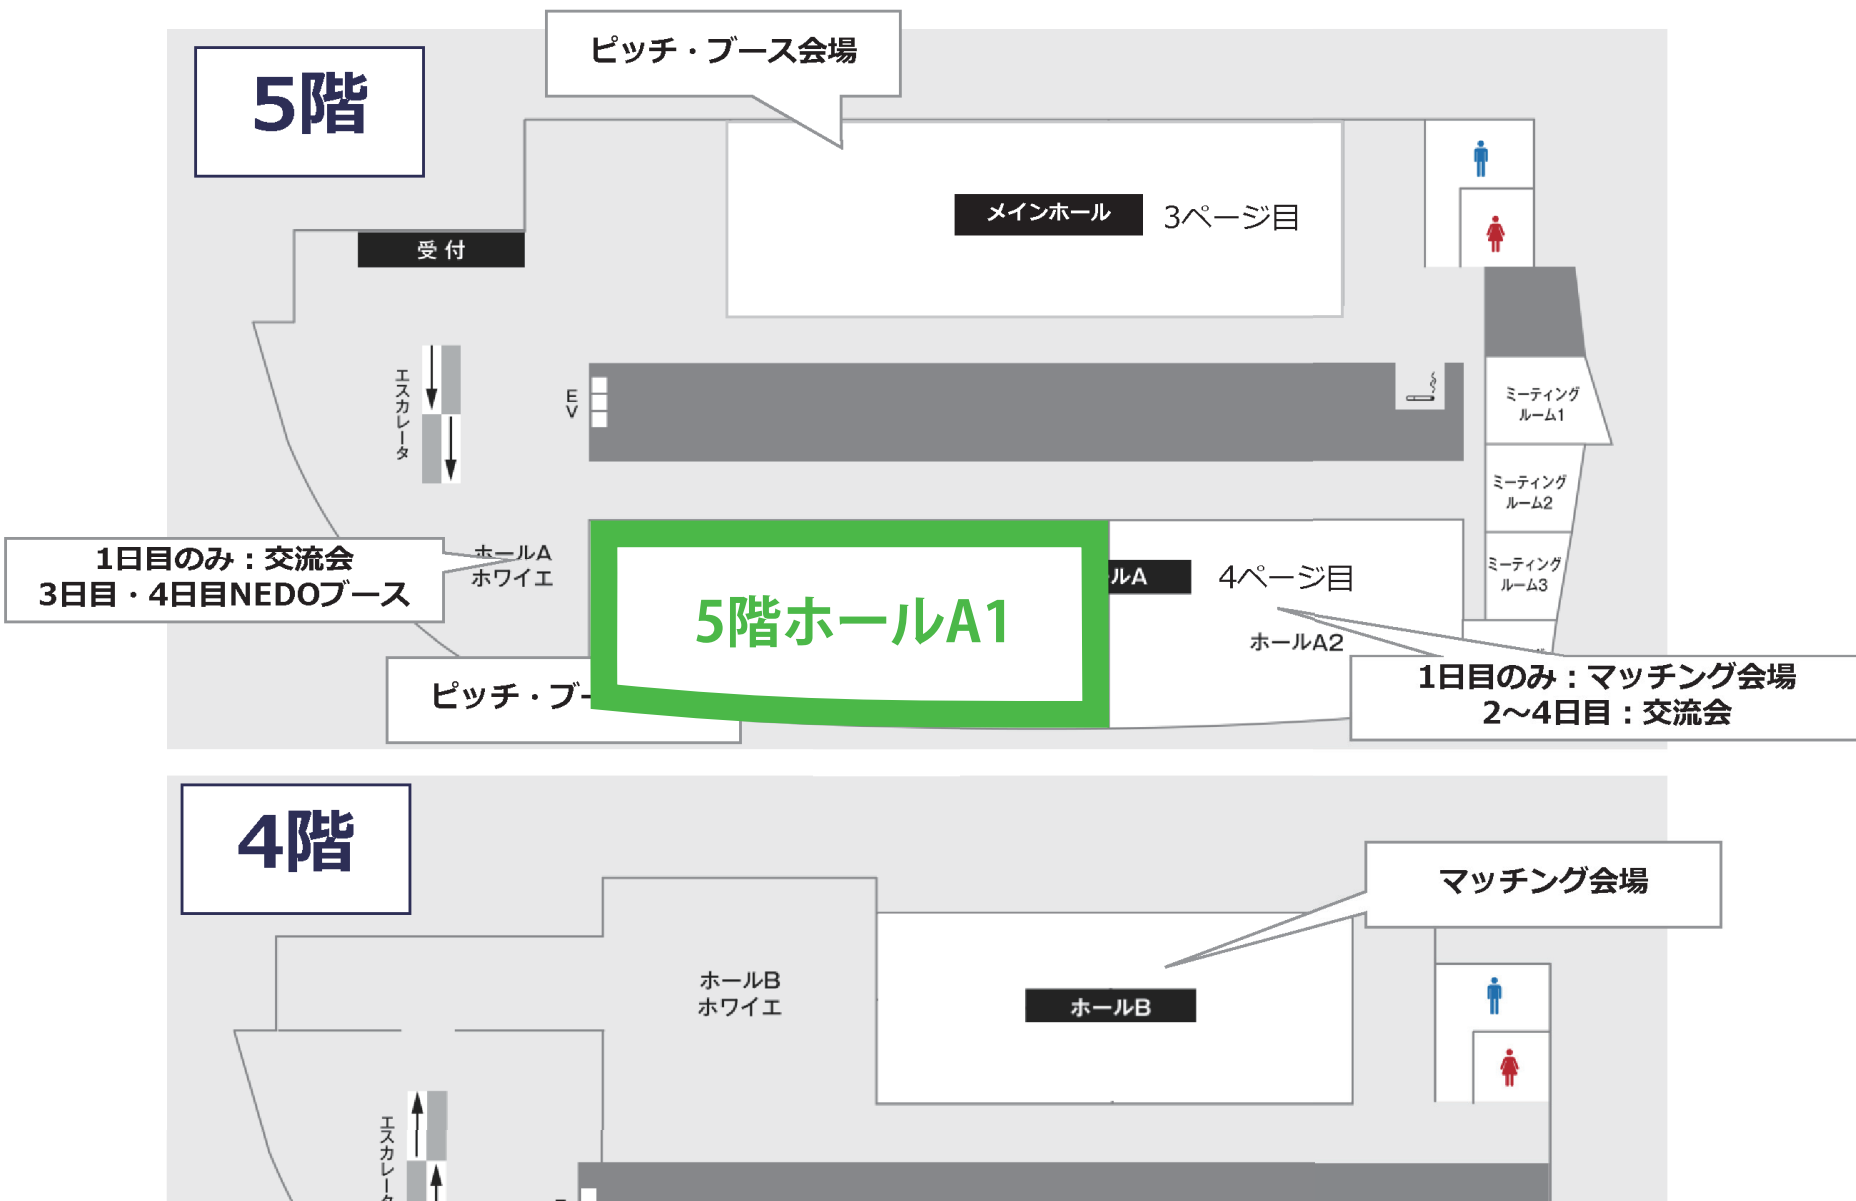 ピッチ・ブース会場
5階
メインホール
3ページ目
受付
エスカレータ
EV
ミーティング
ルーム1
ミーティング
ルーム2
ミーティング
ルーム3
1日目のみ：交流会
3日目・4日目NEDOブース
ホールA
ホワイエ
5階ホールA1
ルA
4ページ目
ホールA2
ピッチ・ブー
1日目のみ：マッチング会場
2～4日目：交流会
4階
マッチング会場
ホールB
ホワイエ
ホールB
エスカレータ